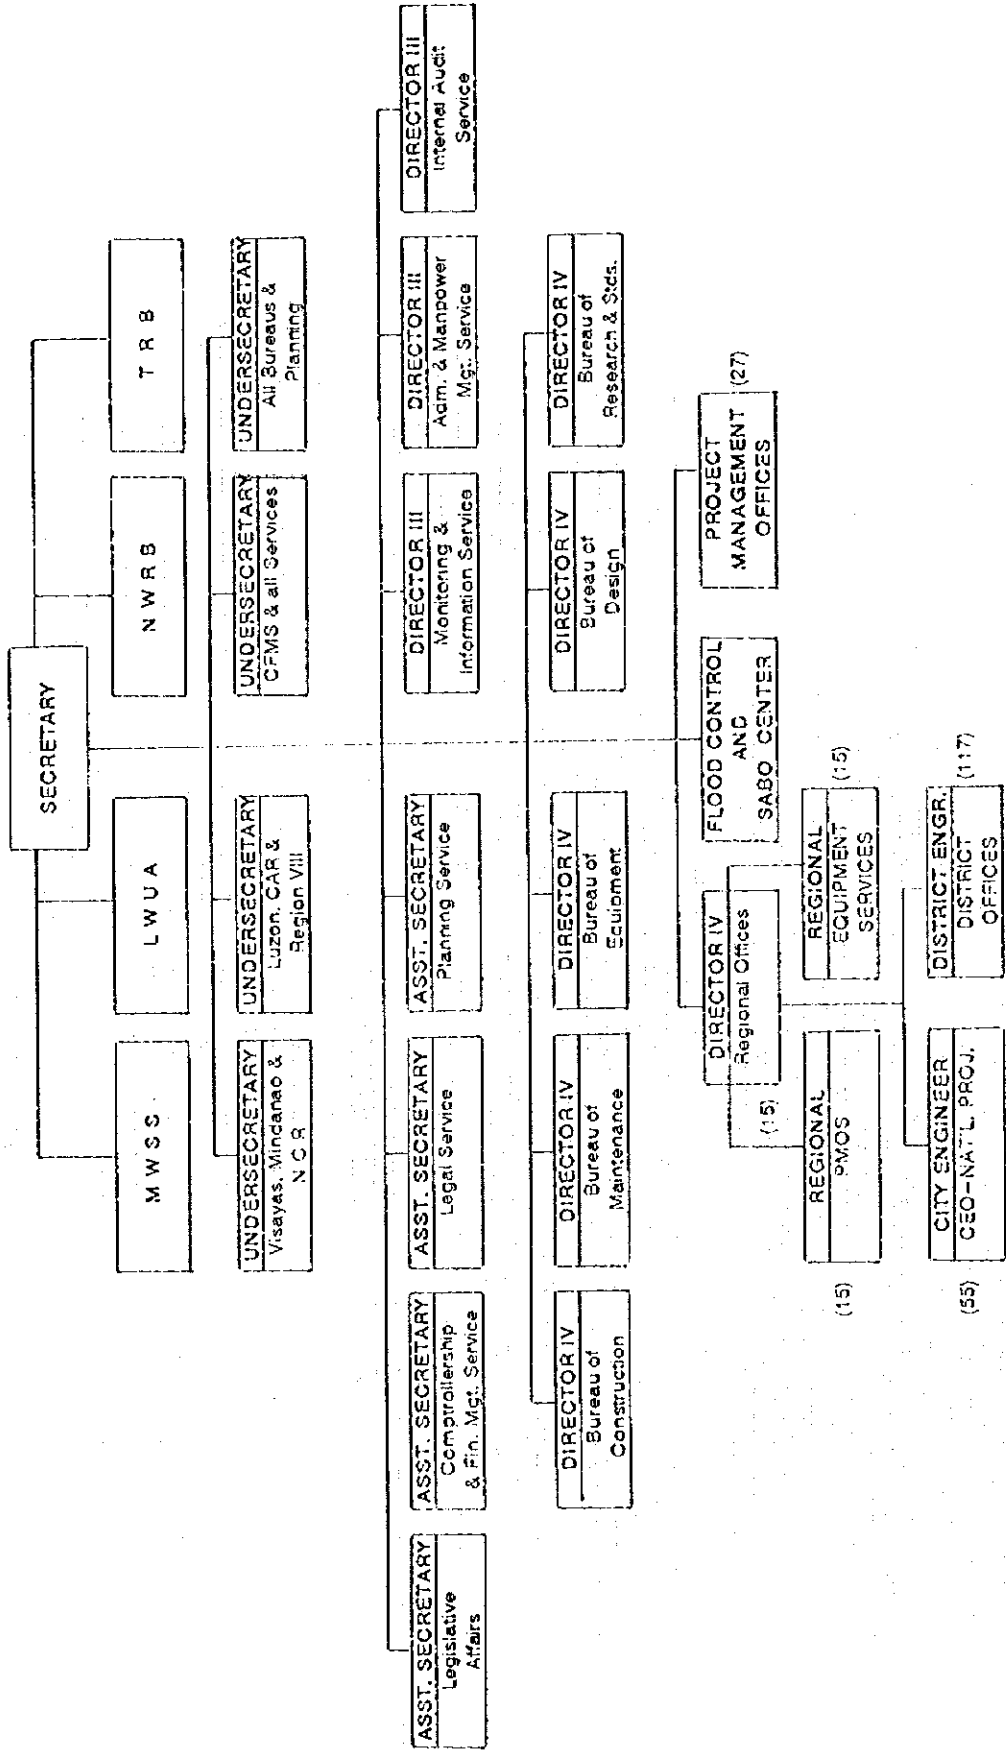 SECRETARY
M W S S
L W U A
N W R B
T R B
UNDERSECRETARY
Visayas, Mindanao &
N C R
UNDERSECRETARY
Luzon, CAR &
Region VIII
UNDERSECRETARY
CFMS & all Services
UNDERSECRETARY
All Bureaus &
Planning
ASST. SECRETARY
Legislative
Affairs
ASST. SECRETARY
Comptrollership
& Fin. Mgt. Service
ASST. SECRETARY
Legal Service
ASST. SECRETARY
Planning Service
DIRECTOR III
Monitoring &
Information Service
DIRECTOR III
Adm. & Manpower
Mgt. Service
DIRECTOR III
Internal Audit
Service
DIRECTOR IV
Bureau of
Construction
DIRECTOR IV
Bureau of
Maintenance
DIRECTOR IV
Bureau of
Equipment
DIRECTOR IV
Bureau of
Design
DIRECTOR IV
Bureau of
Research & Stds.
DIRECTOR IV
Regional Offices
(15)
FLOOD CONTROL
AND
SABO CENTER
PROJECT
MANAGEMENT
OFFICES
(27)
REGIONAL
PMOS
(15)
REGIONAL
EQUIPMENT
SERVICES
(15)
CITY ENGINEER
CEO-NAT'L. PROJ.
(55)
DISTRICT ENGR.
DISTRICT
OFFICES
(117)